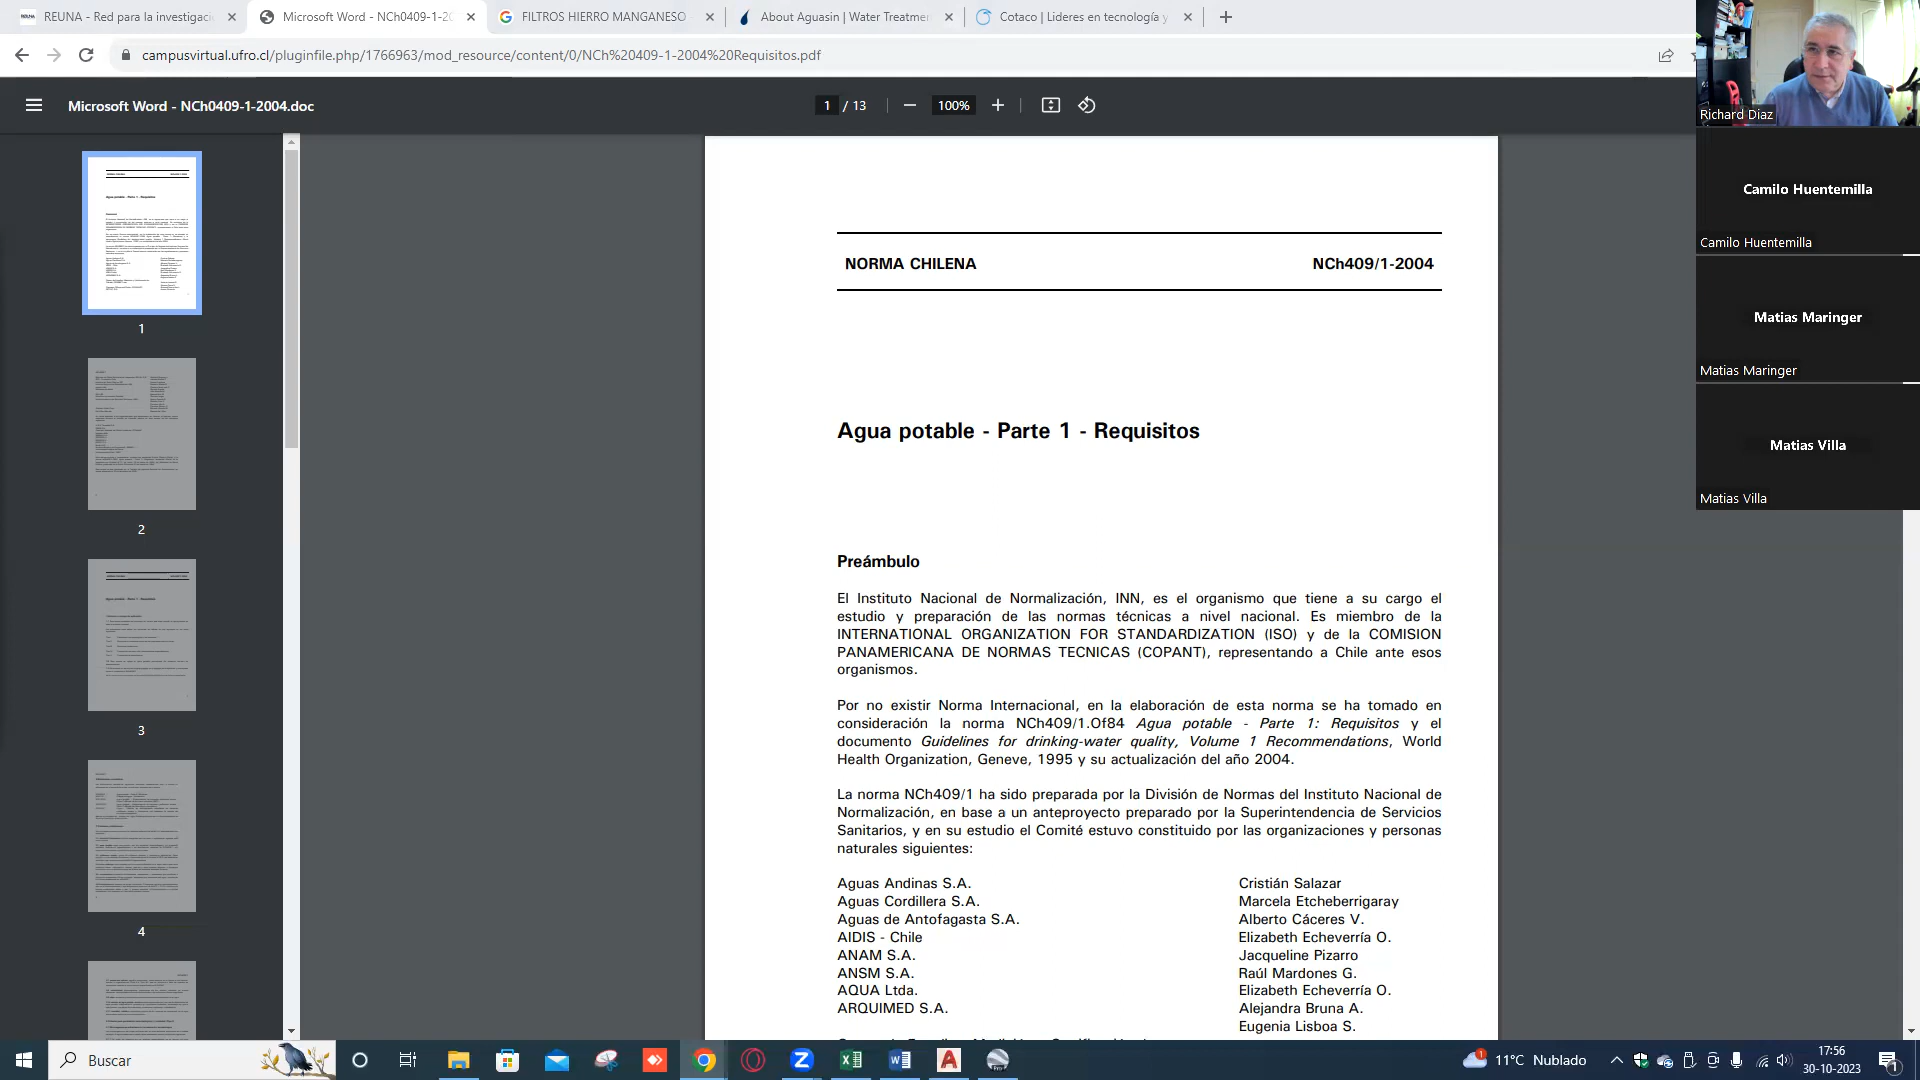 REUNA - Red para la investigaci
Microsoft Word - NCh0409-1-20
FILTROS HIERRO MANGANESO
About Aguasin | Water Treatme
Cotaco | Lideres en tecnología y
campusvirtual.ufro.cl/pluginfile.php/1766963/mod_resource/content/0/NCh%20409-1-2004%20Requisitos.pdf
Microsoft Word - NCh0409-1-2004.doc
1 / 13
100%
Richard Diaz
Camilo Huentemilla
Camilo Huentemilla
Matias Maringer
Matias Maringer
Matias Villa
Matias Villa
1
2
3
4
NORMA CHILENA NCh409/1-2004
Agua potable - Parte 1 - Requisitos
Preámbulo
El Instituto Nacional de Normalización, INN, es el organismo que tiene a su cargo el
estudio y preparación de las normas técnicas a nivel nacional. Es miembro de la
INTERNATIONAL ORGANIZATION FOR STANDARDIZATION (ISO) y de la COMISION
PANAMERICANA DE NORMAS TECNICAS (COPANT), representando a Chile ante esos
organismos.
Por no existir Norma Internacional, en la elaboración de esta norma se ha tomado en
consideración la norma NCh409/1.Of84 Agua potable - Parte 1: Requisitos y el
documento Guidelines for drinking-water quality, Volume 1 Recommendations, World
Health Organization, Geneve, 1995 y su actualización del año 2004.
La norma NCh409/1 ha sido preparada por la División de Normas del Instituto Nacional de
Normalización, en base a un anteproyecto preparado por la Superintendencia de Servicios
Sanitarios, y en su estudio el Comité estuvo constituido por las organizaciones y personas
naturales siguientes:
Aguas Andinas S.A. Cristián Salazar
Aguas Cordillera S.A. Marcela Etcheberrigaray
Aguas de Antofagasta S.A. Alberto Cáceres V.
AIDIS - Chile Elizabeth Echeverría O.
ANAM S.A. Jacqueline Pizarro
ANSM S.A. Raúl Mardones G.
AQUA Ltda. Elizabeth Echeverría O.
ARQUIMED S.A. Alejandra Bruna A.
Eugenia Lisboa S.
Buscar
11°C Nublado
17:56
30-10-2023